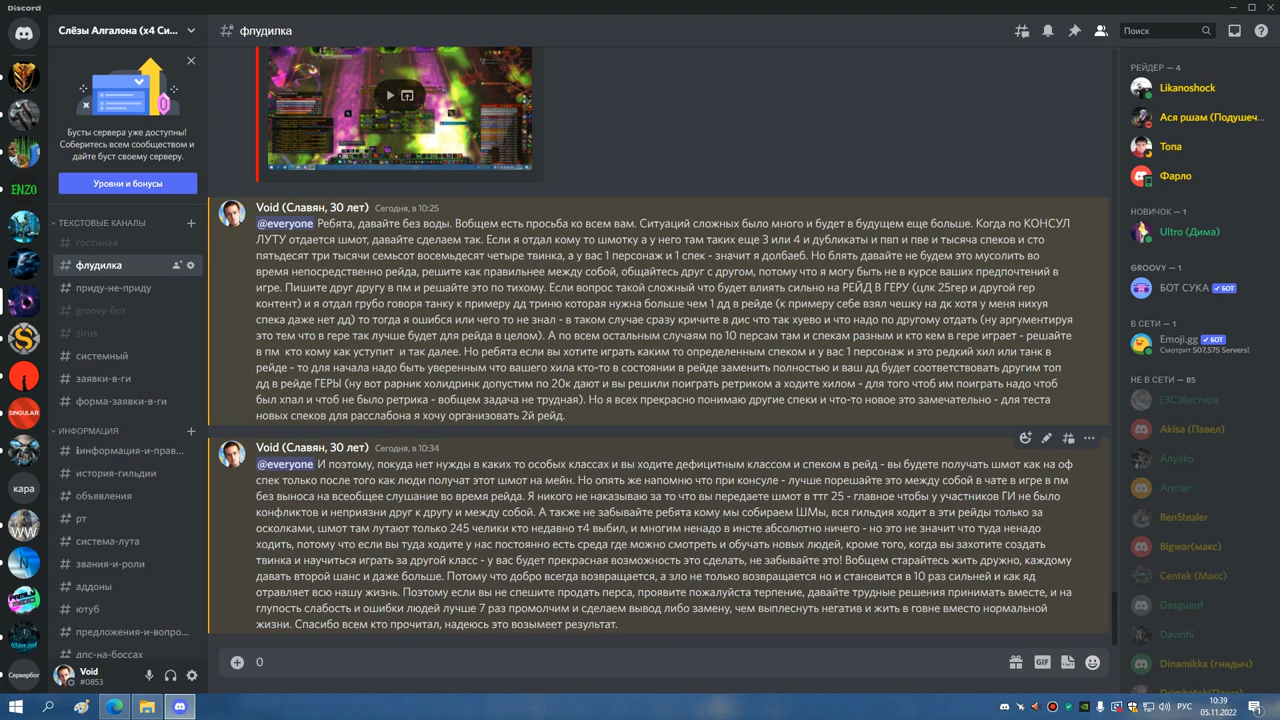 Discord
Слёзы Алгалона (x4 Си...
флудилка
Поиск
Бусты сервера уже доступны!
Соберитесь всем сообществом и
дайте буст своему серверу.
Уровни и бонусы
ТЕКСТОВЫЕ КАНАЛЫ
гостиная
флудилка
приду-не-приду
groovy-бот
sirus
системный
заявки-в-ги
форма-заявки-в-ги
ИНФОРМАЦИЯ
ℹинформация-и-прав...
история-гильдии
объявления
рт
система-лута
звания-и-роли
аддоны
ютуб
предложения-и-вопро...
дпс-на-боссах
Void
#0853
ENZO
SINGULAR
кара
WW
Сервербог
Void (Славян, 30 лет) Сегодня, в 10:25
@everyone Ребята, давайте без воды. Вобщем есть просьба ко всем вам. Ситуаций сложных было много и будет в будущем еще больше. Когда по КОНСУЛ
ЛУТУ отдается шмот, давайте сделаем так. Если я отдал кому то шмотку а у него там таких еще 3 или 4 и дубликаты и пвп и пве и тысяча спеков и сто
пятьдесят три тысячи семьсот восемьдесят четыре твинка, а у вас 1 персонаж и 1 спек - значит я долбаеб. Но блять давайте не будем это мусолить во
время непосредственно рейда, решите как правильнее между собой, общайтесь друг с другом, потому что я могу быть не в курсе ваших предпочтений в
игре. Пишите друг другу в пм и решайте это по тихому. Если вопрос такой сложный что будет влиять сильно на РЕЙД В ГЕРУ (цлк 25гер и другой гер
контент) и я отдал грубо говоря танку к примеру дд триню которая нужна больше чем 1 дд в рейде (к примеру себе взял чешку на дк хотя у меня нихуя
спека даже нет дд) то тогда я ошибся или чего то не знал - в таком случае сразу кричите в дис что так хуево и что надо по другому отдать (ну аргументируя
это тем что в гере так лучше для рейда в целом). А по всем остальным случаям по 10 персам там и спекам разным и кто кем в гере играет - решайте
в пм кто кому как уступит и так далее. Но ребята если вы хотите играть каким то определенным спеком и у вас 1 персонаж и это редкий хил или танк в
рейде - то для начала надо быть уверенным что вашего хила кто-то в состоянии в рейде заменить полностью и ваш дд будет соответствовать другим топ
дд в рейде ГЕРЫ (ну вот рарник холидринк допустим по 20к дают и вы решили поиграть ретриком а ходите хилом - для того чтоб им поиграть надо чтоб
был хпал и чтоб не было ретрика - вобщем задача не трудная). Но я всех прекрасно понимаю другие спеки и что-то новое это замечательно - для теста
новых спеков для расслабона я хочу организовать 2й рейд.
Void (Славян, 30 лет) Сегодня, в 10:34
@everyone И поэтому, покуда нет нужды в каких то особых классах и вы ходите дефицитным классом и спеком в рейд - вы будете получать шмот как на оф
спек только после того как люди получат этот шмот на мейн. Но опять же напомню что при консуле - лучше порешайте это между собой в чате в игре в пм
без выноса на всеобщее слушание во время рейда. Я никого не наказываю за то что вы передаете шмот в ттг 25 - главное чтобы у участников ГИ не было
конфликтов и неприязни друг к другу и между собой. А также не забывайте ребята кому мы собираем ШМы, вся гильдия ходит в эти рейды только за
осколками, шмот там лутают только 245 челики кто недавно т4 выбил, и многим ненадо в инсте абсолютно ничего - но это не значит что туда ненадо
ходить, потому что если вы туда ходите у нас постоянно есть среда где можно смотреть и обучать новых людей, кроме того, когда вы захотите создать
твинка и научиться играть за другой класс - у вас будет прекрасная возможность это сделать, не забывайте это! Вобщем старайтесь жить дружно, каждому
давать второй шанс и даже больше. Потому что добро всегда возвращается, а зло не только возвращается но и становится в 10 раз сильней и как яд
отравляет всю нашу жизнь. Поэтому если вы не спешите продать перса, проявите пожалуйста терпение, давайте трудные решения принимать вместе, и на
глупость слабость и ошибки людей лучше 7 раз промолчим и сделаем вывод либо замену, чем выплеснуть негатив и жить в говне вместо нормальной
жизни. Спасибо всем кто прочитал, надеюсь это возымеет результат.
0
GIF
РЕЙДЕР — 4
Likanoshock
Ася ршам (Подушеч...
Топа
Фарло
НОВИЧОК — 1
Ultro (Дима)
GROOVY — 1
БОТ СУКА ✔ БОТ
В СЕТИ — 1
Emoji.gg ✔ БОТ
Смотрит 507,575 Servers!
НЕ В СЕТИ — 85
[ЗС]Вестира
Akisa (Павел)
Anyako
Arenar
BenStealer
Bigwar(макс)
Centek (Макс)
Dasguard
Davinhi
Dinamikka (гнидыч)
Drimhatek(Паша)
РУС
10:39
05.11.2022